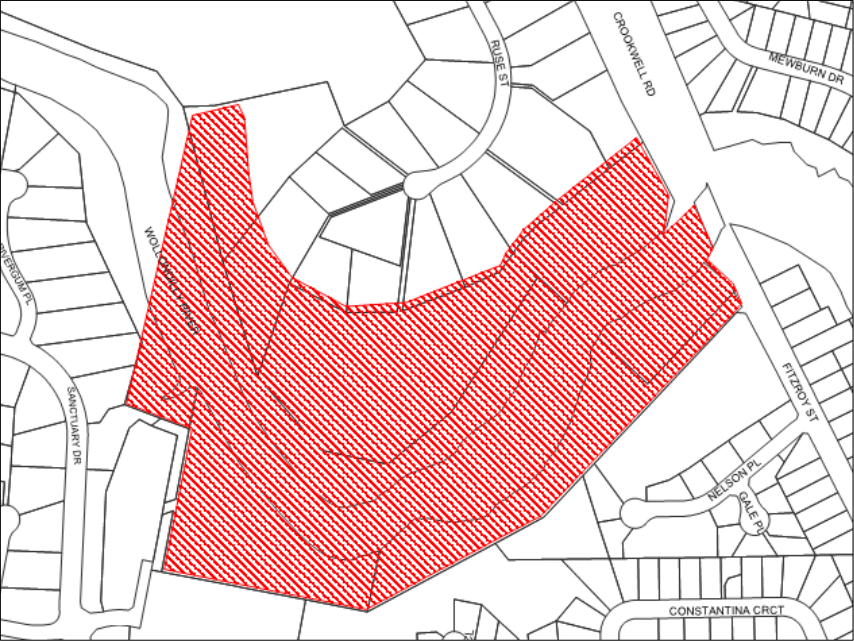 CROOKWELL RD
RUSE ST
MEWBURN DR
WOLLONDILLY RIVER
SANCTUARY DR
FITZROY ST
NELSON PL
GALE PL
CONSTANTINA CRCT